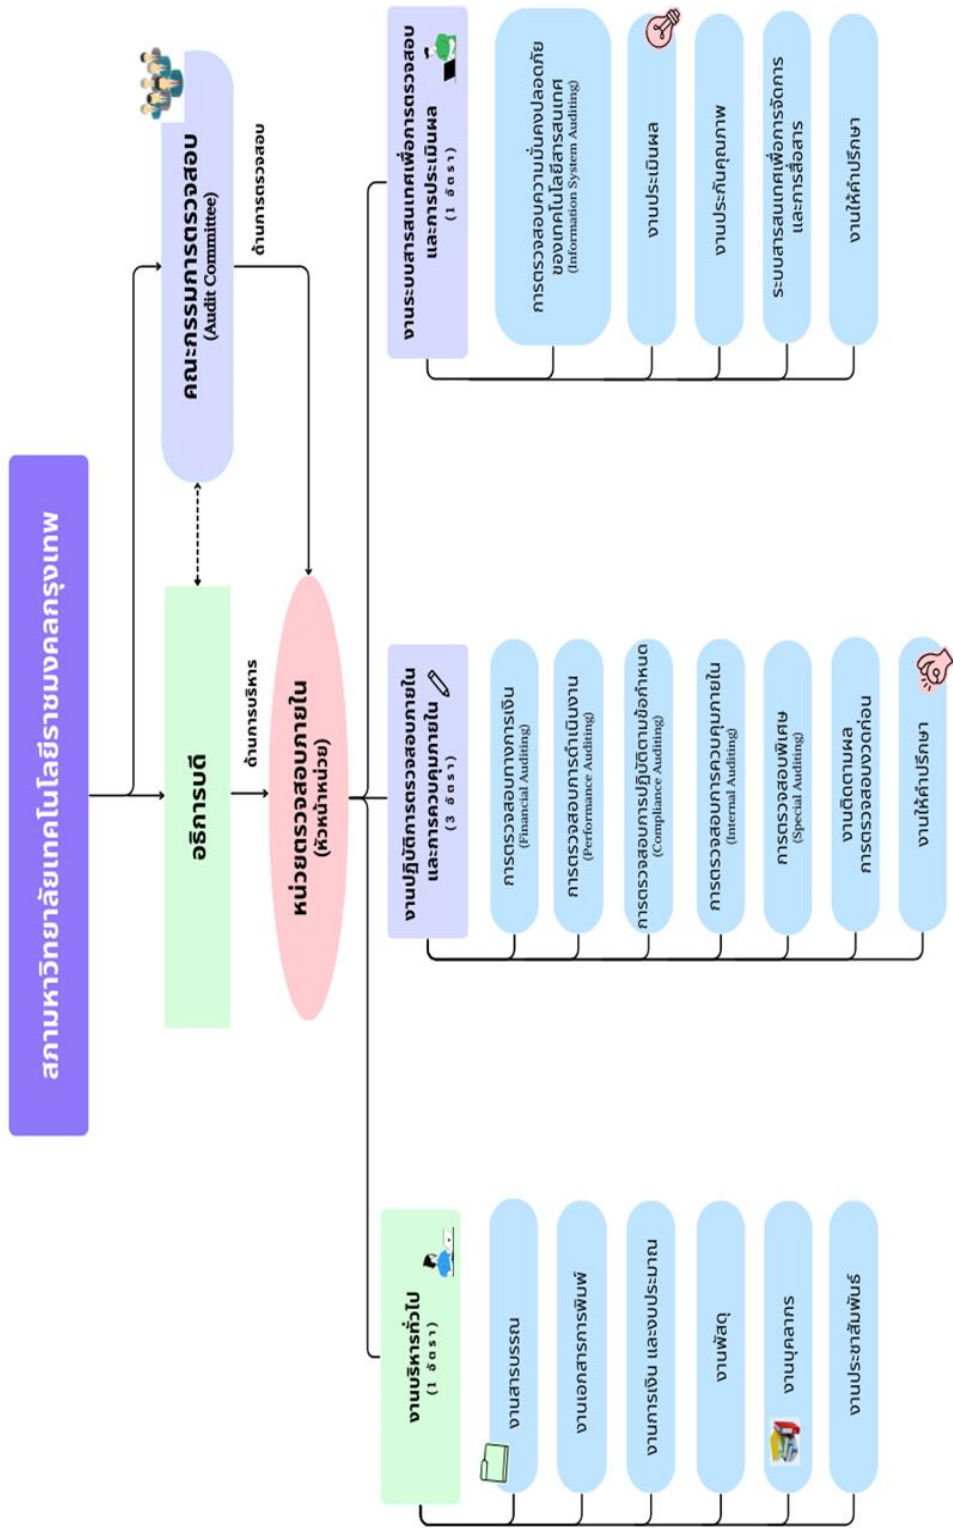 สภามหาวิทยาลัยเทคโนโลยีราชมงคลกรุงเทพ
อธิการบดี
คณะกรรมการตรวจสอบ
(Audit Committee)
ด้านการบริหาร
ด้านการตรวจสอบ
หน่วยตรวจสอบภายใน
(หัวหน้าหน่วย)
งานบริหารทั่วไป
(1 อัตรา)
งานสารบรรณ
งานเอกสารการพิมพ์
งานการเงิน และงบประมาณ
งานพัสดุ
งานบุคลากร
งานประชาสัมพันธ์
งานปฏิบัติการตรวจสอบภายใน
และการควบคุมภายใน
(3 อัตรา)
การตรวจสอบทางการเงิน
(Financial Auditing)
การตรวจสอบการดำเนินงาน
(Performance Auditing)
การตรวจสอบการปฏิบัติตามข้อกำหนด
(Compliance Auditing)
การตรวจสอบการควบคุมภายใน
(Internal Auditing)
การตรวจสอบพิเศษ
(Special Auditing)
งานติดตามผล
การตรวจสอบงวดก่อน
งานให้คำปรึกษา
งานระบบสารสนเทศเพื่อการตรวจสอบ
และการประเมินผล
(1 อัตรา)
การตรวจสอบความมั่นคงปลอดภัย
ของเทคโนโลยีสารสนเทศ
(Information System Auditing)
งานประเมินผล
งานประกันคุณภาพ
ระบบสารสนเทศเพื่อการจัดการ
และการสื่อสาร
งานให้คำปรึกษา